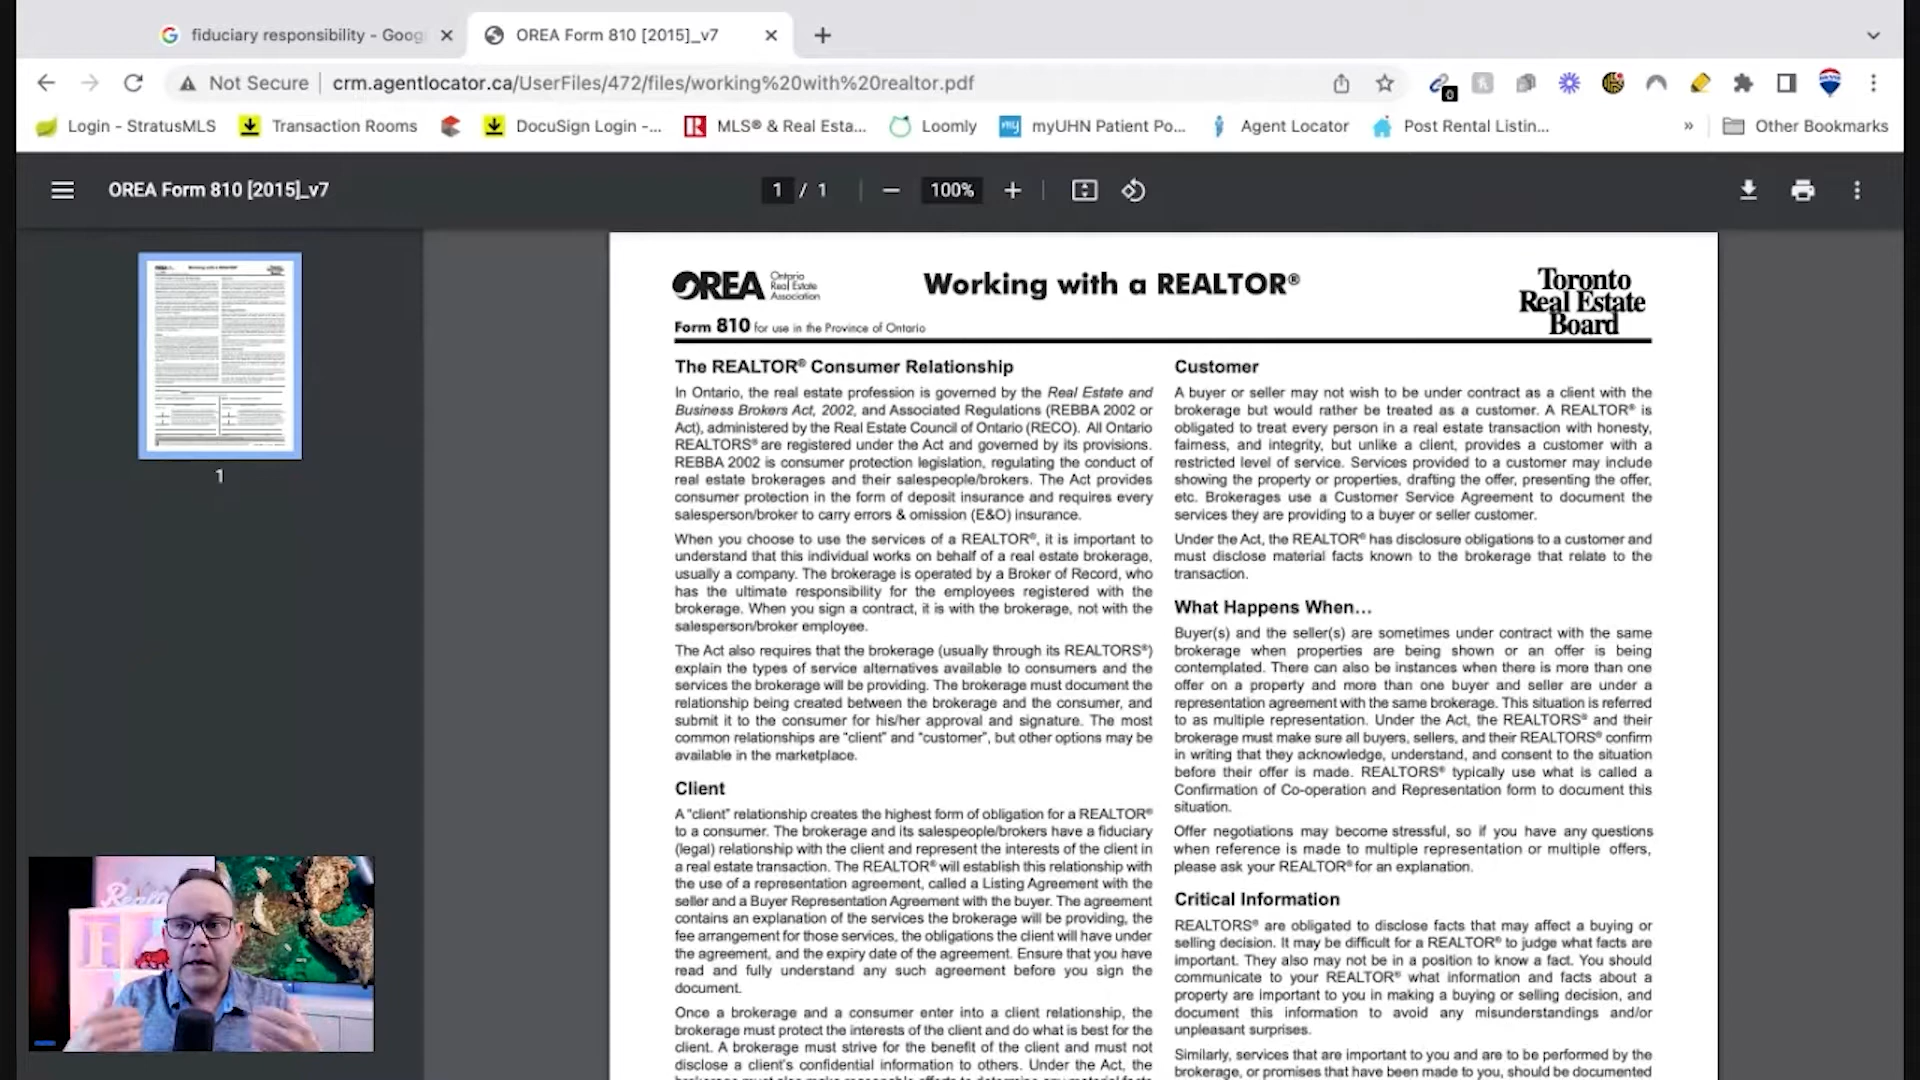 fiduciary responsibility - Goog
OREA Form 810 [2015]_v7
Not Secure
crm.agentlocator.ca/UserFiles/472/files/working%20with%20realtor.pdf
0
Login - StratusMLS
Transaction Rooms
DocuSign Login -...
MLS® & Real Esta...
Loomly
my
myUHN Patient Po...
Agent Locator
Post Rental Listin...
»
Other Bookmarks
OREA Form 810 [2015]_v7
1 / 1
100%
1
OREA Ontario
Real Estate
Association
Working with a REALTOR®
Toronto
Real Estate
Board
Form 810 for use in the Province of Ontario
The REALTOR® Consumer Relationship
In Ontario, the real estate profession is governed by the Real Estate and
Business Brokers Act, 2002, and Associated Regulations (REBBA 2002 or
Act), administered by the Real Estate Council of Ontario (RECO). All Ontario
REALTORS® are registered under the Act and governed by its provisions.
REBBA 2002 is consumer protection legislation, regulating the conduct of
real estate brokerages and their salespeople/brokers. The Act provides
consumer protection in the form of deposit insurance and requires every
salesperson/broker to carry errors & omission (E&O) insurance.
When you choose to use the services of a REALTOR®, it is important to
understand that this individual works on behalf of a real estate brokerage,
usually a company. The brokerage is operated by a Broker of Record, who
has the ultimate responsibility for the employees registered with the
brokerage. When you sign a contract, it is with the brokerage, not with the
salesperson/broker employee.
The Act also requires that the brokerage (usually through its REALTORS®)
explain the types of service alternatives available to consumers and the
services the brokerage will be providing. The brokerage must document the
relationship being created between the brokerage and the consumer, and
submit it to the consumer for his/her approval and signature. The most
common relationships are "client" and "customer", but other options may be
available in the marketplace.
Client
A "client" relationship creates the highest form of obligation for a REALTOR®
to a consumer. The brokerage and its salespeople/brokers have a fiduciary
(legal) relationship with the client and represent the interests of the client in
a real estate transaction. The REALTOR® will establish this relationship with
the use of a representation agreement, called a Listing Agreement with the
seller and a Buyer Representation Agreement with the buyer. The agreement
contains an explanation of the services the brokerage will be providing, the
fee arrangement for those services, the obligations the client will have under
the agreement, and the expiry date of the agreement. Ensure that you have
read and fully understand any such agreement before you sign the
document.
Once a brokerage and a consumer enter into a client relationship, the
brokerage must protect the interests of the client and do what is best for the
client. A brokerage must strive for the benefit of the client and must not
disclose a client's confidential information to others. Under the Act, the
Customer
A buyer or seller may not wish to be under contract as a client with the
brokerage but would rather be treated as a customer. A REALTOR® is
obligated to treat every person in a real estate transaction with honesty,
fairness, and integrity, but unlike a client, provides a customer with a
restricted level of service. Services provided to a customer may include
showing the property or properties, drafting the offer, presenting the offer,
etc. Brokerages use a Customer Service Agreement to document the
services they are providing to a buyer or seller customer.
Under the Act, the REALTOR® has disclosure obligations to a customer and
must disclose material facts known to the brokerage that relate to the
transaction.
What Happens When...
Buyer(s) and the seller(s) are sometimes under contract with the same
brokerage when properties are being shown or an offer is being
contemplated. There can also be instances when there is more than one
offer on a property and more than one buyer and seller are under a
representation agreement with the same brokerage. This situation is referred
to as multiple representation. Under the Act, the REALTORS® and their
brokerage must make sure all buyers, sellers, and their REALTORS® confirm
in writing that they acknowledge, understand, and consent to the situation
before their offer is made. REALTORS® typically use what is called a
Confirmation of Co-operation and Representation form to document this
situation.
Offer negotiations may become stressful, so if you have any questions
when reference is made to multiple representation or multiple offers,
please ask your REALTOR® for an explanation.
Critical Information
REALTORS® are obligated to disclose facts that may affect a buying or
selling decision. It may be difficult for a REALTOR® to judge what facts are
important. They also may not be in a position to know a fact. You should
communicate to your REALTOR® what information and facts about a
property are important to you in making a buying or selling decision, and
document this information to avoid any misunderstandings and/or
unpleasant surprises.
Similarly, services that are important to you and are to be performed by the
brokerage, or promises that have been made to you, should be documented